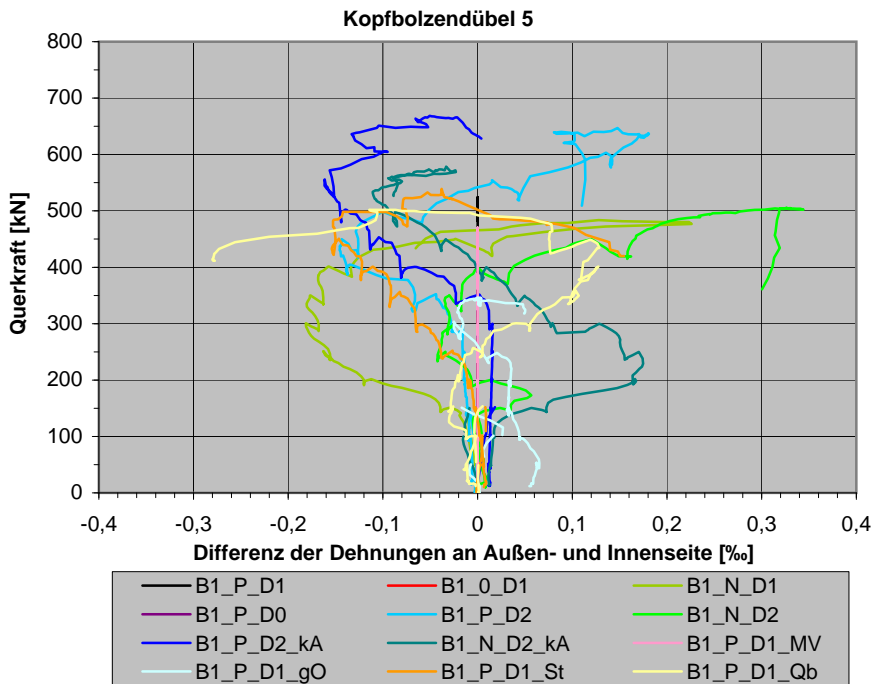 Kopfbolzendübel 5
800
700
600
500
400
300
200
100
0
Querkraft [kN]
-0,4 -0,3 -0,2 -0,1 0 0,1 0,2 0,3 0,4
Differenz der Dehnungen an Außen- und Innenseite [‰]
B1_P_D1 B1_0_D1 B1_N_D1
B1_P_D0 B1_P_D2 B1_N_D2
B1_P_D2_kA B1_N_D2_kA B1_P_D1_MV
B1_P_D1_gO B1_P_D1_St B1_P_D1_Qb